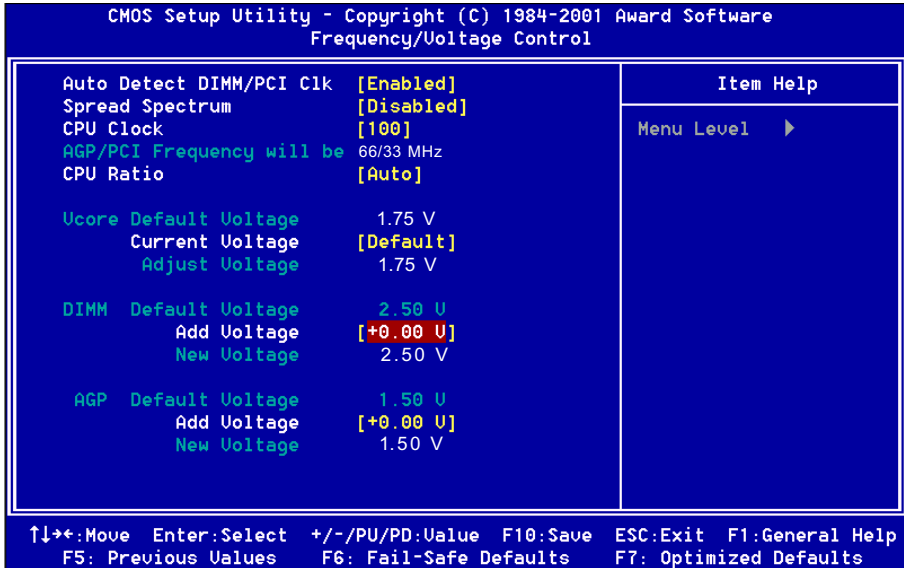 CMOS Setup Utility - Copyright (C) 1984-2001 Award Software
Frequency/Voltage Control
Auto Detect DIMM/PCI Clk [Enabled]
Spread Spectrum [Disabled]
CPU Clock [100]
AGP/PCI Frequency will be 66/33 MHz
CPU Ratio [Auto]
Vcore Default Voltage 1.75 V
Current Voltage [Default]
Adjust Voltage 1.75 V
DIMM Default Voltage 2.50 V
Add Voltage [+0.00 V]
New Voltage 2.50 V
AGP Default Voltage 1.50 V
Add Voltage [+0.00 V]
New Voltage 1.50 V
Item Help
Menu Level ▶
↑↓→←:Move Enter:Select +/-/PU/PD:Value F10:Save ESC:Exit F1:General Help
F5: Previous Values F6: Fail-Safe Defaults F7: Optimized Defaults